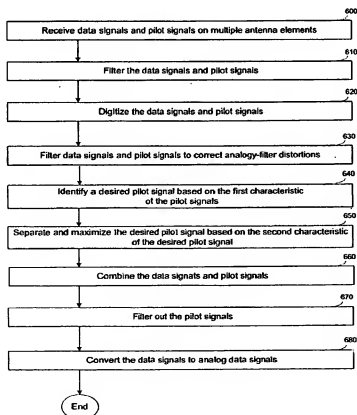 600
Receive data signals and pilot signals on multiple antenna elements
610
Filter the data signals and pilot signals
620
Digitize the data signals and pilot signals
630
Filter data signals and pilot signals to correct analogy-filter distortions
640
Identify a desired pilot signal based on the first characteristic
of the pilot signals
650
Separate and maximize the desired pilot signal based on the second characteristic
of the desired pilot signal
660
Combine the data signals and pilot signals
670
Filter out the pilot signals
680
Convert the data signals to analog data signals
End